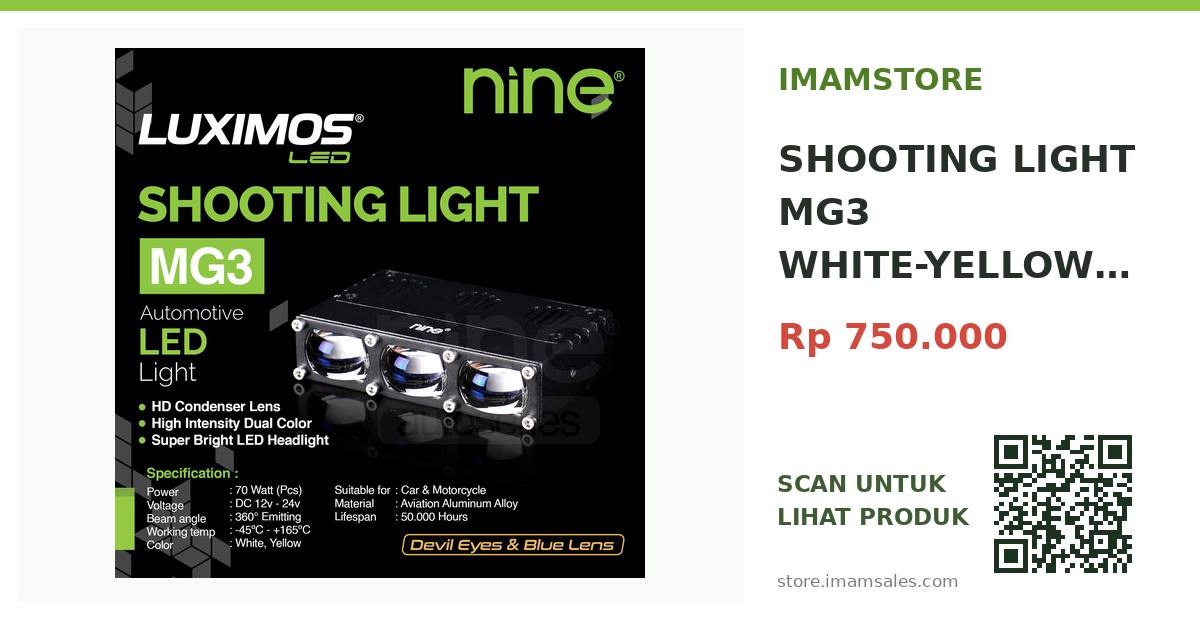 nine®
LUXIMOS®
LED
SHOOTING LIGHT
MG3
Automotive
LED
Light
nine®
nine®
autoseries
• HD Condenser Lens
• High Intensity Dual Color
• Super Bright LED Headlight
Specification :
Power : 70 Watt (Pcs)
Voltage : DC 12v - 24v
Beam angle : 360° Emitting
Working temp : -45°C - +165°C
Color : White, Yellow
Suitable for : Car & Motorcycle
Material : Aviation Aluminum Alloy
Lifespan : 50.000 Hours
Devil Eyes & Blue Lens
IMAMSTORE
SHOOTING LIGHT
MG3
WHITE-YELLOW...
Rp 750.000
SCAN UNTUK
LIHAT PRODUK
store.imamsales.com